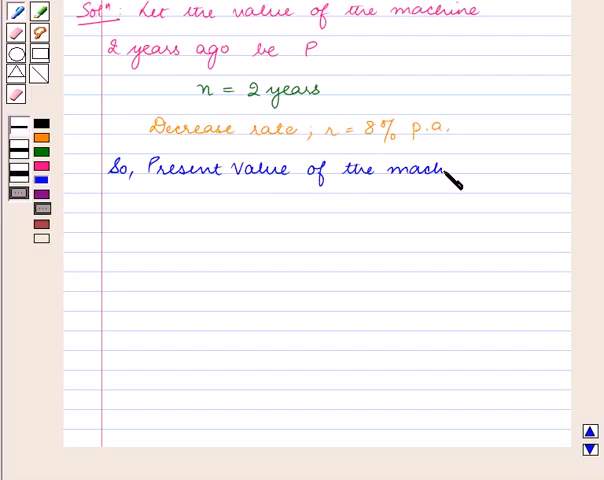 Solⁿ: Let the value of the machine
2 years ago be P
n = 2 years
Decrease rate; r = 8% p.a.
So, Present Value of the mach